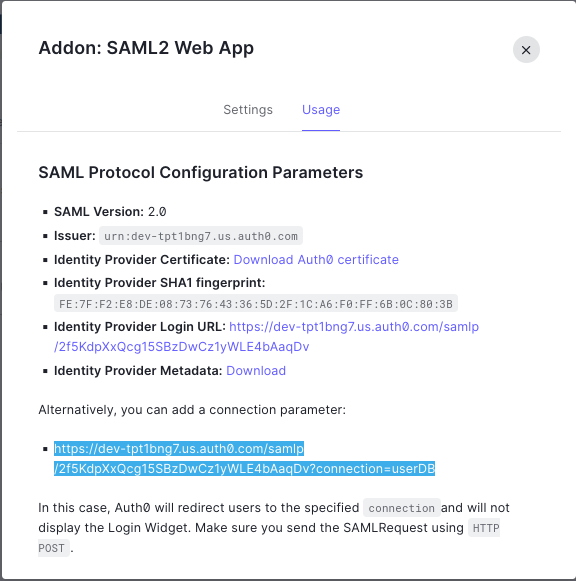 Addon: SAML2 Web App
Settings
Usage
SAML Protocol Configuration Parameters
SAML Version: 2.0
Issuer: urn:dev-tpt1bng7.us.auth0.com
Identity Provider Certificate: Download Auth0 certificate
Identity Provider SHA1 fingerprint:
FE:7F:F2:E8:DE:08:73:76:43:36:5D:2F:1C:A6:F0:FF:6B:0C:80:3B
Identity Provider Login URL: https://dev-tpt1bng7.us.auth0.com/samlp
/2f5KdpXxQcg15SBzDwCz1yWLE4bAaqDv
Identity Provider Metadata: Download
Alternatively, you can add a connection parameter:
https://dev-tpt1bng7.us.auth0.com/samlp
/2f5KdpXxQcg15SBzDwCz1yWLE4bAaqDv?connection=userDB
In this case, Auth0 will redirect users to the specified connection and will not
display the Login Widget. Make sure you send the SAMLRequest using HTTP
POST.